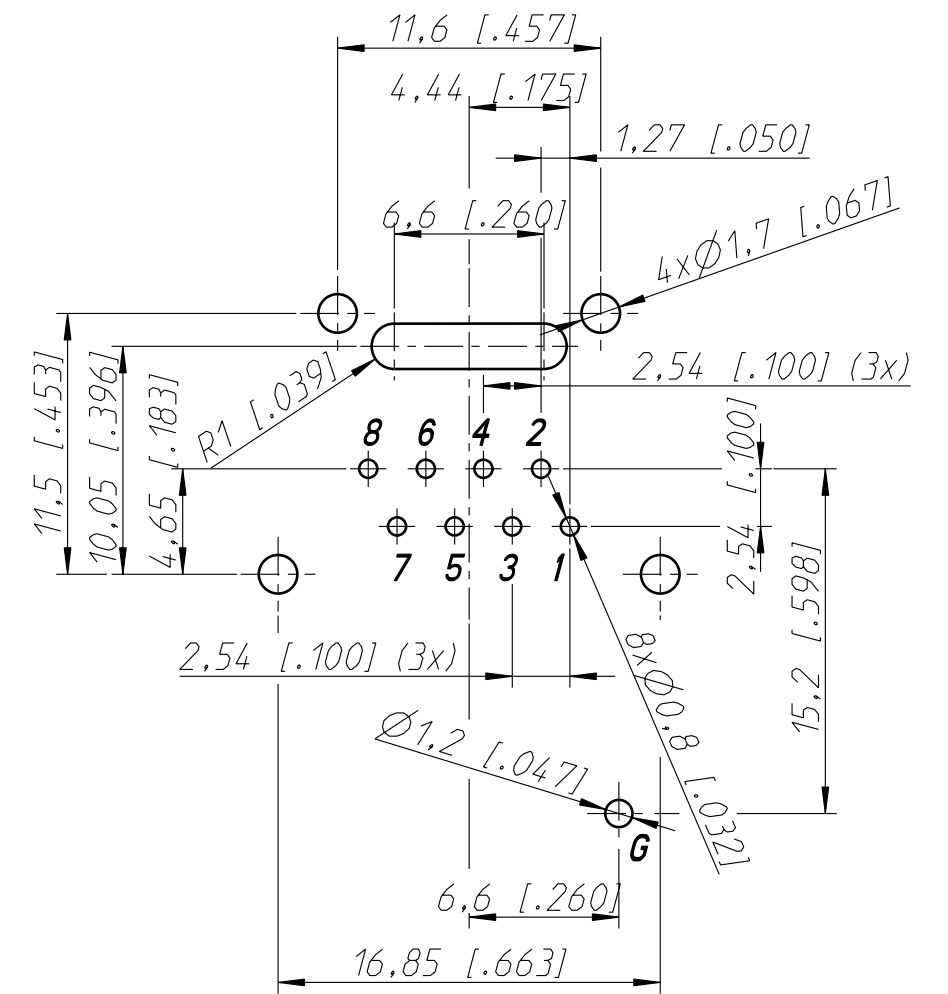 11,6 [.457]
4,44 [.175]
1,27 [.050]
6,6 [.260]
4xØ1,7 [.067]
11,5 [.453]
10,05 [.396]
4,65 [.183]
R1 [.039]
2,54 [.100] (3x)
8 6 4 2
7 5 3 1
2,54 [.100]
2,54 [.100] (3x)
8xØ0,8 [.032]
15,2 [.598]
Ø1,2 [.047]
G
6,6 [.260]
16,85 [.663]